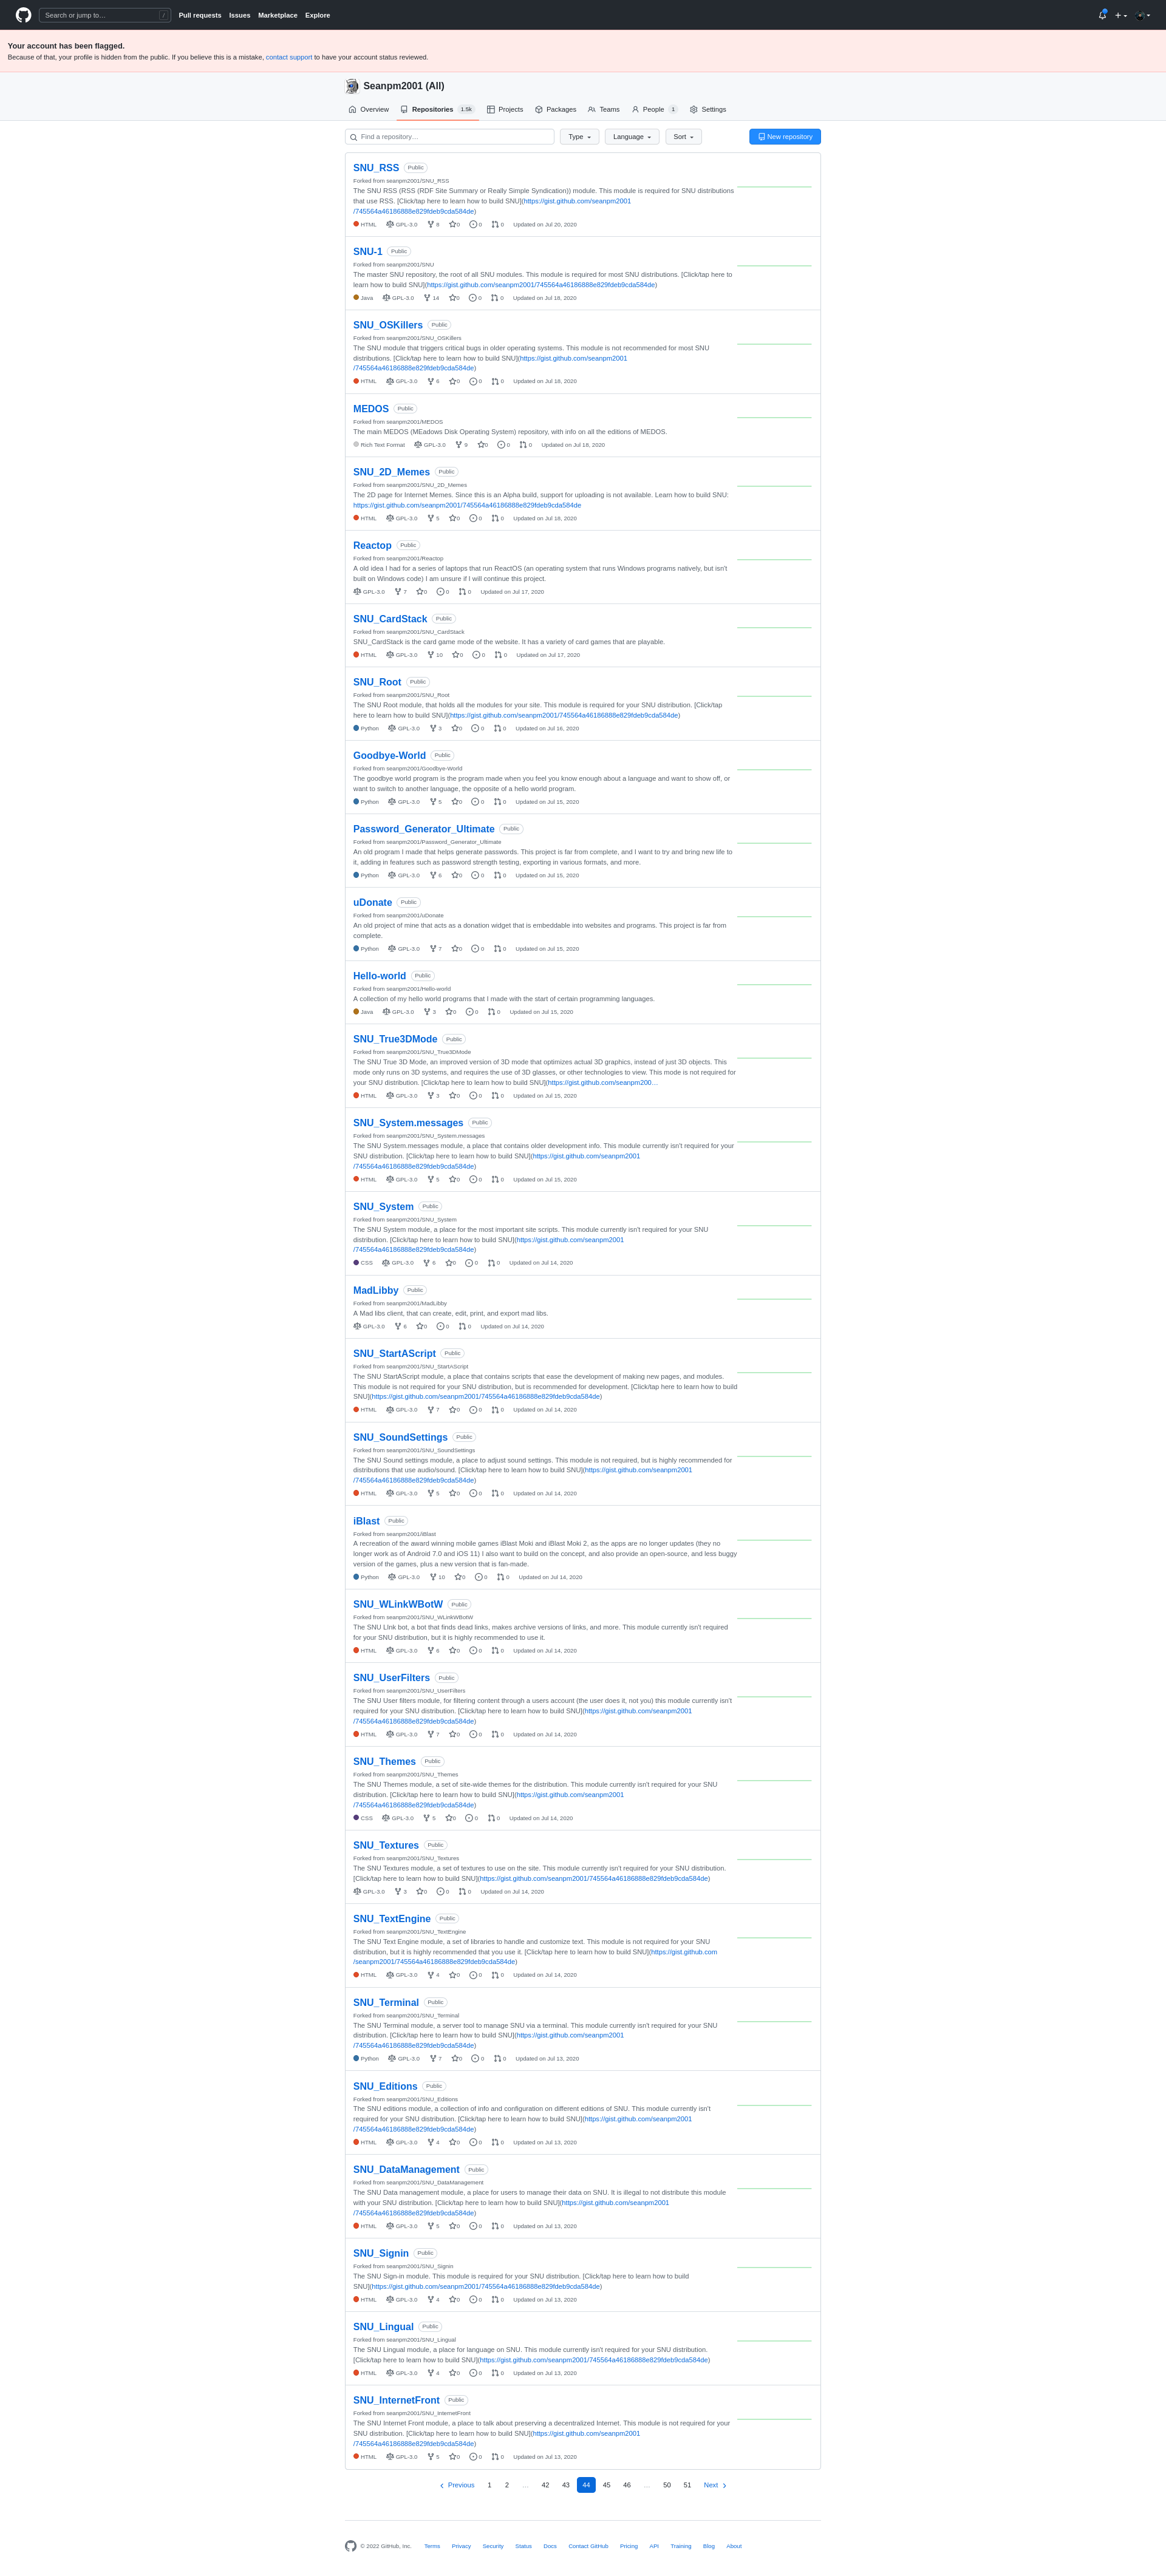 Search or jump to… /
Pull requests Issues Marketplace Explore
Your account has been flagged.
Because of that, your profile is hidden from the public. If you believe this is a mistake, contact support to have your account status reviewed.
Seanpm2001 (All)
Overview Repositories 1.5k Projects Packages Teams People 1 Settings
Find a repository… Type Language Sort New repository
SNU_RSS Public
Forked from seanpm2001/SNU_RSS
The SNU RSS (RSS (RDF Site Summary or Really Simple Syndication)) module. This module is required for SNU distributions
that use RSS. [Click/tap here to learn how to build SNU](https://gist.github.com/seanpm2001
/745564a46186888e829fdeb9cda584de)
HTML GPL-3.0 8 0 0 0 Updated on Jul 20, 2020
SNU-1 Public
Forked from seanpm2001/SNU
The master SNU repository, the root of all SNU modules. This module is required for most SNU distributions. [Click/tap here to
learn how to build SNU](https://gist.github.com/seanpm2001/745564a46186888e829fdeb9cda584de)
Java GPL-3.0 14 0 0 0 Updated on Jul 18, 2020
SNU_OSKillers Public
Forked from seanpm2001/SNU_OSKillers
The SNU module that triggers critical bugs in older operating systems. This module is not recommended for most SNU
distributions. [Click/tap here to learn how to build SNU](https://gist.github.com/seanpm2001
/745564a46186888e829fdeb9cda584de)
HTML GPL-3.0 6 0 0 0 Updated on Jul 18, 2020
MEDOS Public
Forked from seanpm2001/MEDOS
The main MEDOS (MEadows Disk Operating System) repository, with info on all the editions of MEDOS.
Rich Text Format GPL-3.0 9 0 0 0 Updated on Jul 18, 2020
SNU_2D_Memes Public
Forked from seanpm2001/SNU_2D_Memes
The 2D page for Internet Memes. Since this is an Alpha build, support for uploading is not available. Learn how to build SNU:
https://gist.github.com/seanpm2001/745564a46186888e829fdeb9cda584de
HTML GPL-3.0 5 0 0 0 Updated on Jul 18, 2020
Reactop Public
Forked from seanpm2001/Reactop
A old idea I had for a series of laptops that run ReactOS (an operating system that runs Windows programs natively, but isn't
built on Windows code) I am unsure if I will continue this project.
GPL-3.0 7 0 0 0 Updated on Jul 17, 2020
SNU_CardStack Public
Forked from seanpm2001/SNU_CardStack
SNU_CardStack is the card game mode of the website. It has a variety of card games that are playable.
HTML GPL-3.0 10 0 0 0 Updated on Jul 17, 2020
SNU_Root Public
Forked from seanpm2001/SNU_Root
The SNU Root module, that holds all the modules for your site. This module is required for your SNU distribution. [Click/tap
here to learn how to build SNU](https://gist.github.com/seanpm2001/745564a46186888e829fdeb9cda584de)
Python GPL-3.0 3 0 0 0 Updated on Jul 16, 2020
Goodbye-World Public
Forked from seanpm2001/Goodbye-World
The goodbye world program is the program made when you feel you know enough about a language and want to show off, or
want to switch to another language, the opposite of a hello world program.
Python GPL-3.0 5 0 0 0 Updated on Jul 15, 2020
Password_Generator_Ultimate Public
Forked from seanpm2001/Password_Generator_Ultimate
An old program I made that helps generate passwords. This project is far from complete, and I want to try and bring new life to
it, adding in features such as password strength testing, exporting in various formats, and more.
Python GPL-3.0 6 0 0 0 Updated on Jul 15, 2020
uDonate Public
Forked from seanpm2001/uDonate
An old project of mine that acts as a donation widget that is embeddable into websites and programs. This project is far from
complete.
Python GPL-3.0 7 0 0 0 Updated on Jul 15, 2020
Hello-world Public
Forked from seanpm2001/Hello-world
A collection of my hello world programs that I made with the start of certain programming languages.
Java GPL-3.0 3 0 0 0 Updated on Jul 15, 2020
SNU_True3DMode Public
Forked from seanpm2001/SNU_True3DMode
The SNU True 3D Mode, an improved version of 3D mode that optimizes actual 3D graphics, instead of just 3D objects. This
mode only runs on 3D systems, and requires the use of 3D glasses, or other technologies to view. This mode is not required for
your SNU distribution. [Click/tap here to learn how to build SNU](https://gist.github.com/seanpm200…
HTML GPL-3.0 3 0 0 0 Updated on Jul 15, 2020
SNU_System.messages Public
Forked from seanpm2001/SNU_System.messages
The SNU System.messages module, a place that contains older development info. This module currently isn't required for your
SNU distribution. [Click/tap here to learn how to build SNU](https://gist.github.com/seanpm2001
/745564a46186888e829fdeb9cda584de)
HTML GPL-3.0 5 0 0 0 Updated on Jul 15, 2020
SNU_System Public
Forked from seanpm2001/SNU_System
The SNU System module, a place for the most important site scripts. This module currently isn't required for your SNU
distribution. [Click/tap here to learn how to build SNU](https://gist.github.com/seanpm2001
/745564a46186888e829fdeb9cda584de)
CSS GPL-3.0 6 0 0 0 Updated on Jul 14, 2020
MadLibby Public
Forked from seanpm2001/MadLibby
A Mad libs client, that can create, edit, print, and export mad libs.
GPL-3.0 6 0 0 0 Updated on Jul 14, 2020
SNU_StartAScript Public
Forked from seanpm2001/SNU_StartAScript
The SNU StartAScript module, a place that contains scripts that ease the development of making new pages, and modules.
This module is not required for your SNU distribution, but is recommended for development. [Click/tap here to learn how to build
SNU](https://gist.github.com/seanpm2001/745564a46186888e829fdeb9cda584de)
HTML GPL-3.0 7 0 0 0 Updated on Jul 14, 2020
SNU_SoundSettings Public
Forked from seanpm2001/SNU_SoundSettings
The SNU Sound settings module, a place to adjust sound settings. This module is not required, but is highly recommended for
distributions that use audio/sound. [Click/tap here to learn how to build SNU](https://gist.github.com/seanpm2001
/745564a46186888e829fdeb9cda584de)
HTML GPL-3.0 5 0 0 0 Updated on Jul 14, 2020
iBlast Public
Forked from seanpm2001/iBlast
A recreation of the award winning mobile games iBlast Moki and iBlast Moki 2, as the apps are no longer updates (they no
longer work as of Android 7.0 and iOS 11) I also want to build on the concept, and also provide an open-source, and less buggy
version of the games, plus a new version that is fan-made.
Python GPL-3.0 10 0 0 0 Updated on Jul 14, 2020
SNU_WLinkWBotW Public
Forked from seanpm2001/SNU_WLinkWBotW
The SNU LInk bot, a bot that finds dead links, makes archive versions of links, and more. This module currently isn't required
for your SNU distribution, but it is highly recommended to use it.
HTML GPL-3.0 6 0 0 0 Updated on Jul 14, 2020
SNU_UserFilters Public
Forked from seanpm2001/SNU_UserFilters
The SNU User filters module, for filtering content through a users account (the user does it, not you) this module currently isn't
required for your SNU distribution. [Click/tap here to learn how to build SNU](https://gist.github.com/seanpm2001
/745564a46186888e829fdeb9cda584de)
HTML GPL-3.0 7 0 0 0 Updated on Jul 14, 2020
SNU_Themes Public
Forked from seanpm2001/SNU_Themes
The SNU Themes module, a set of site-wide themes for the distribution. This module currently isn't required for your SNU
distribution. [Click/tap here to learn how to build SNU](https://gist.github.com/seanpm2001
/745564a46186888e829fdeb9cda584de)
CSS GPL-3.0 5 0 0 0 Updated on Jul 14, 2020
SNU_Textures Public
Forked from seanpm2001/SNU_Textures
The SNU Textures module, a set of textures to use on the site. This module currently isn't required for your SNU distribution.
[Click/tap here to learn how to build SNU](https://gist.github.com/seanpm2001/745564a46186888e829fdeb9cda584de)
GPL-3.0 3 0 0 0 Updated on Jul 14, 2020
SNU_TextEngine Public
Forked from seanpm2001/SNU_TextEngine
The SNU Text Engine module, a set of libraries to handle and customize text. This module is not required for your SNU
distribution, but it is highly recommended that you use it. [Click/tap here to learn how to build SNU](https://gist.github.com
/seanpm2001/745564a46186888e829fdeb9cda584de)
HTML GPL-3.0 4 0 0 0 Updated on Jul 14, 2020
SNU_Terminal Public
Forked from seanpm2001/SNU_Terminal
The SNU Terminal module, a server tool to manage SNU via a terminal. This module currently isn't required for your SNU
distribution. [Click/tap here to learn how to build SNU](https://gist.github.com/seanpm2001
/745564a46186888e829fdeb9cda584de)
Python GPL-3.0 7 0 0 0 Updated on Jul 13, 2020
SNU_Editions Public
Forked from seanpm2001/SNU_Editions
The SNU editions module, a collection of info and configuration on different editions of SNU. This module currently isn't
required for your SNU distribution. [Click/tap here to learn how to build SNU](https://gist.github.com/seanpm2001
/745564a46186888e829fdeb9cda584de)
HTML GPL-3.0 4 0 0 0 Updated on Jul 13, 2020
SNU_DataManagement Public
Forked from seanpm2001/SNU_DataManagement
The SNU Data management module, a place for users to manage their data on SNU. It is illegal to not distribute this module
with your SNU distribution. [Click/tap here to learn how to build SNU](https://gist.github.com/seanpm2001
/745564a46186888e829fdeb9cda584de)
HTML GPL-3.0 5 0 0 0 Updated on Jul 13, 2020
SNU_Signin Public
Forked from seanpm2001/SNU_Signin
The SNU Sign-in module. This module is required for your SNU distribution. [Click/tap here to learn how to build
SNU](https://gist.github.com/seanpm2001/745564a46186888e829fdeb9cda584de)
HTML GPL-3.0 4 0 0 0 Updated on Jul 13, 2020
SNU_Lingual Public
Forked from seanpm2001/SNU_Lingual
The SNU Lingual module, a place for language on SNU. This module currently isn't required for your SNU distribution.
[Click/tap here to learn how to build SNU](https://gist.github.com/seanpm2001/745564a46186888e829fdeb9cda584de)
HTML GPL-3.0 4 0 0 0 Updated on Jul 13, 2020
SNU_InternetFront Public
Forked from seanpm2001/SNU_InternetFront
The SNU Internet Front module, a place to talk about preserving a decentralized Internet. This module is not required for your
SNU distribution. [Click/tap here to learn how to build SNU](https://gist.github.com/seanpm2001
/745564a46186888e829fdeb9cda584de)
HTML GPL-3.0 5 0 0 0 Updated on Jul 13, 2020
Previous 1 2 … 42 43 44 45 46 … 50 51 Next
© 2022 GitHub, Inc. Terms Privacy Security Status Docs Contact GitHub Pricing API Training Blog About